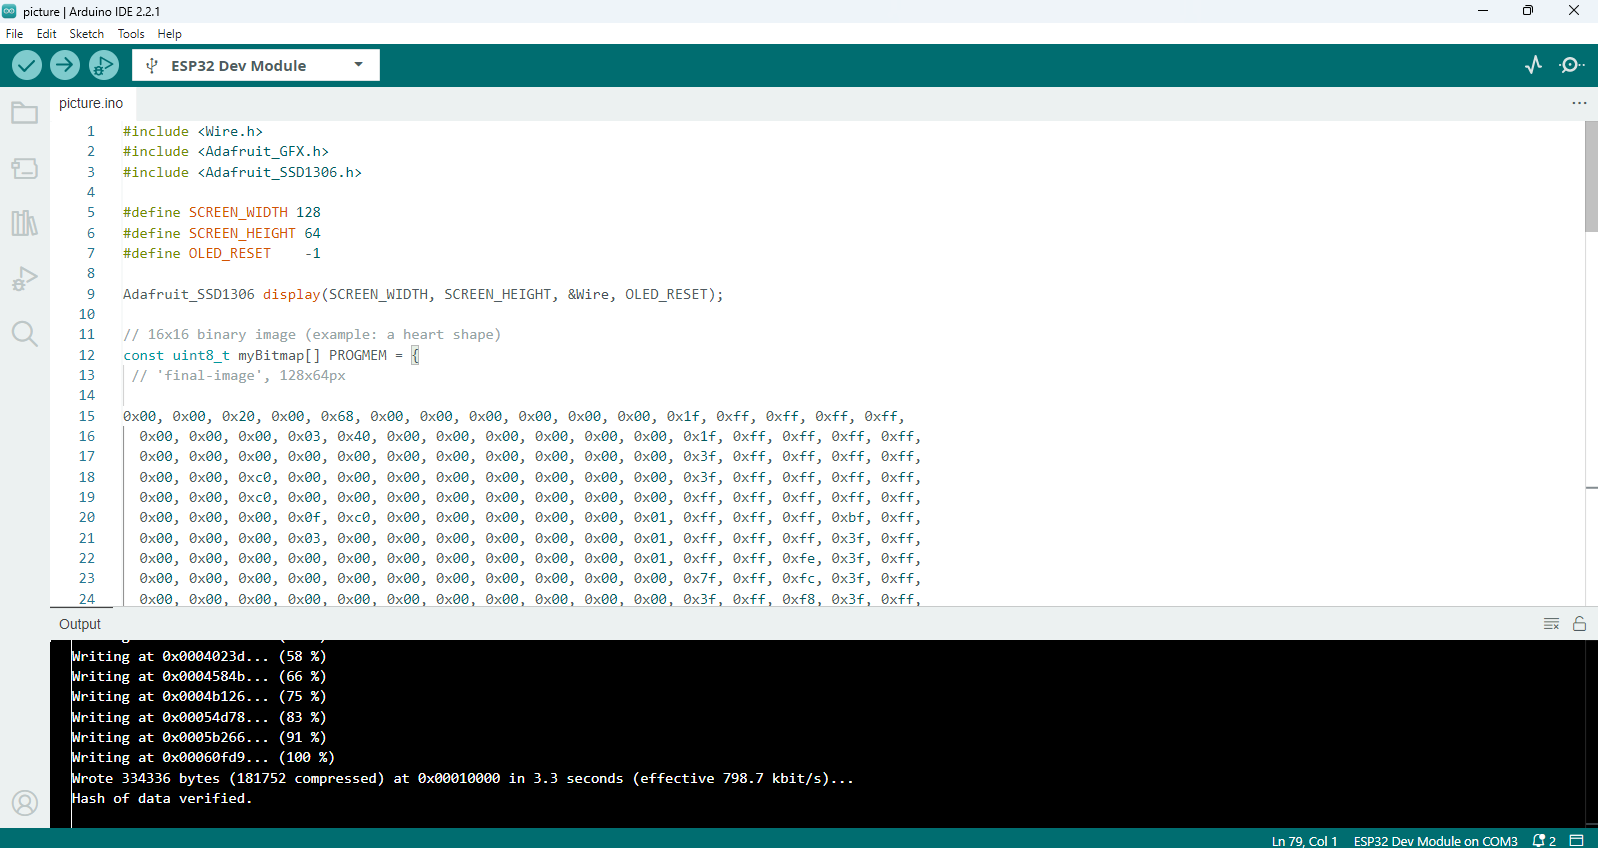 picture | Arduino IDE 2.2.1
File Edit Sketch Tools Help
ESP32 Dev Module
picture.ino
1 #include <Wire.h>
2 #include <Adafruit_GFX.h>
3 #include <Adafruit_SSD1306.h>
4
5 #define SCREEN_WIDTH 128
6 #define SCREEN_HEIGHT 64
7 #define OLED_RESET    -1
8
9 Adafruit_SSD1306 display(SCREEN_WIDTH, SCREEN_HEIGHT, &Wire, OLED_RESET);
10
11 // 16x16 binary image (example: a heart shape)
12 const uint8_t myBitmap[] PROGMEM = {
13 // 'final-image', 128x64px
14
15 0x00, 0x00, 0x20, 0x00, 0x68, 0x00, 0x00, 0x00, 0x00, 0x00, 0x00, 0x1f, 0xff, 0xff, 0xff, 0xff,
16 0x00, 0x00, 0x00, 0x03, 0x40, 0x00, 0x00, 0x00, 0x00, 0x00, 0x00, 0x1f, 0xff, 0xff, 0xff, 0xff,
17 0x00, 0x00, 0x00, 0x00, 0x00, 0x00, 0x00, 0x00, 0x00, 0x00, 0x00, 0x3f, 0xff, 0xff, 0xff, 0xff,
18 0x00, 0x00, 0xc0, 0x00, 0x00, 0x00, 0x00, 0x00, 0x00, 0x00, 0x00, 0x3f, 0xff, 0xff, 0xff, 0xff,
19 0x00, 0x00, 0xc0, 0x00, 0x00, 0x00, 0x00, 0x00, 0x00, 0x00, 0x00, 0xff, 0xff, 0xff, 0xff, 0xff,
20 0x00, 0x00, 0x00, 0x0f, 0xc0, 0x00, 0x00, 0x00, 0x00, 0x00, 0x01, 0xff, 0xff, 0xff, 0xbf, 0xff,
21 0x00, 0x00, 0x00, 0x03, 0x00, 0x00, 0x00, 0x00, 0x00, 0x00, 0x01, 0xff, 0xff, 0xff, 0x3f, 0xff,
22 0x00, 0x00, 0x00, 0x00, 0x00, 0x00, 0x00, 0x00, 0x00, 0x00, 0x01, 0xff, 0xff, 0xfe, 0x3f, 0xff,
23 0x00, 0x00, 0x00, 0x00, 0x00, 0x00, 0x00, 0x00, 0x00, 0x00, 0x00, 0x7f, 0xff, 0xfc, 0x3f, 0xff,
24 0x00, 0x00, 0x00, 0x00, 0x00, 0x00, 0x00, 0x00, 0x00, 0x00, 0x00, 0x3f, 0xff, 0xf8, 0x3f, 0xff,
Output
Writing at 0x0004023d... (58 %)
Writing at 0x0004584b... (66 %)
Writing at 0x0004b126... (75 %)
Writing at 0x00054d78... (83 %)
Writing at 0x0005b266... (91 %)
Writing at 0x00060fd9... (100 %)
Wrote 334336 bytes (181752 compressed) at 0x00010000 in 3.3 seconds (effective 798.7 kbit/s)...
Hash of data verified.
Ln 79, Col 1 ESP32 Dev Module on COM3 2